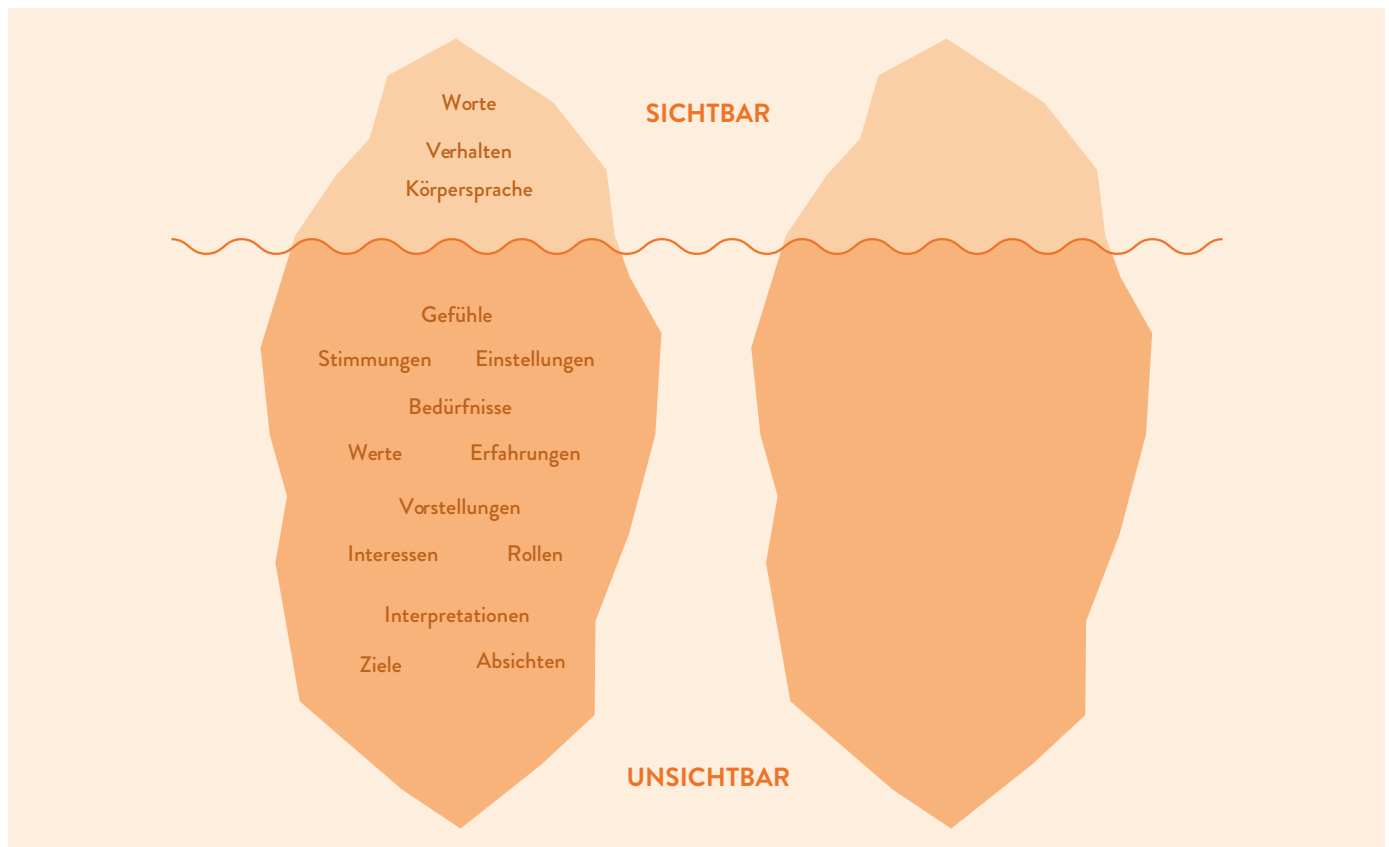 Worte
SICHTBAR
Verhalten
Körpersprache
Gefühle
Stimmungen Einstellungen
Bedürfnisse
Werte Erfahrungen
Vorstellungen
Interessen Rollen
Interpretationen
Ziele Absichten
UNSICHTBAR